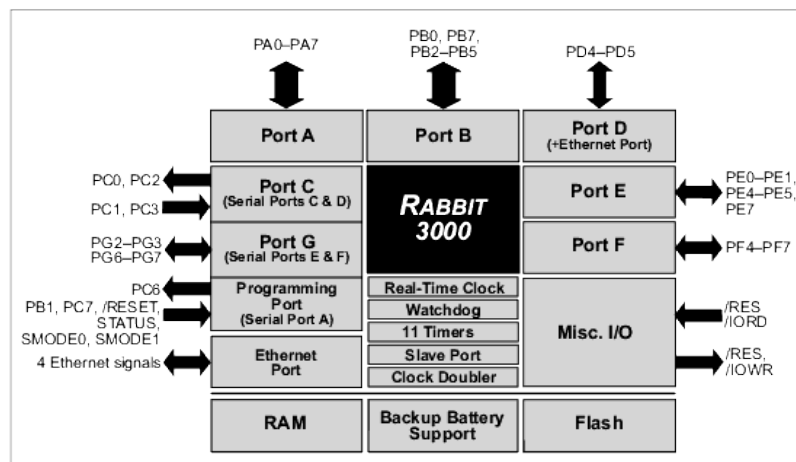 PA0–PA7
PB0, PB7,
PB2–PB5
PD4–PD5
Port A
Port B
Port D
(+Ethernet Port)
PC0, PC2
PC1, PC3
Port C
(Serial Ports C & D)
RABBIT
3000
Port E
PE0–PE1,
PE4–PE5,
PE7
PG2–PG3
PG6–PG7
Port G
(Serial Ports E & F)
Port F
PF4–PF7
PC6
PB1, PC7, /RESET,
STATUS,
SMODE0, SMODE1
Programming
Port
(Serial Port A)
Real-Time Clock
Watchdog
11 Timers
Slave Port
Clock Doubler
Misc. I/O
/RES
/IORD
/RES,
/IOWR
4 Ethernet signals
Ethernet
Port
RAM
Backup Battery
Support
Flash